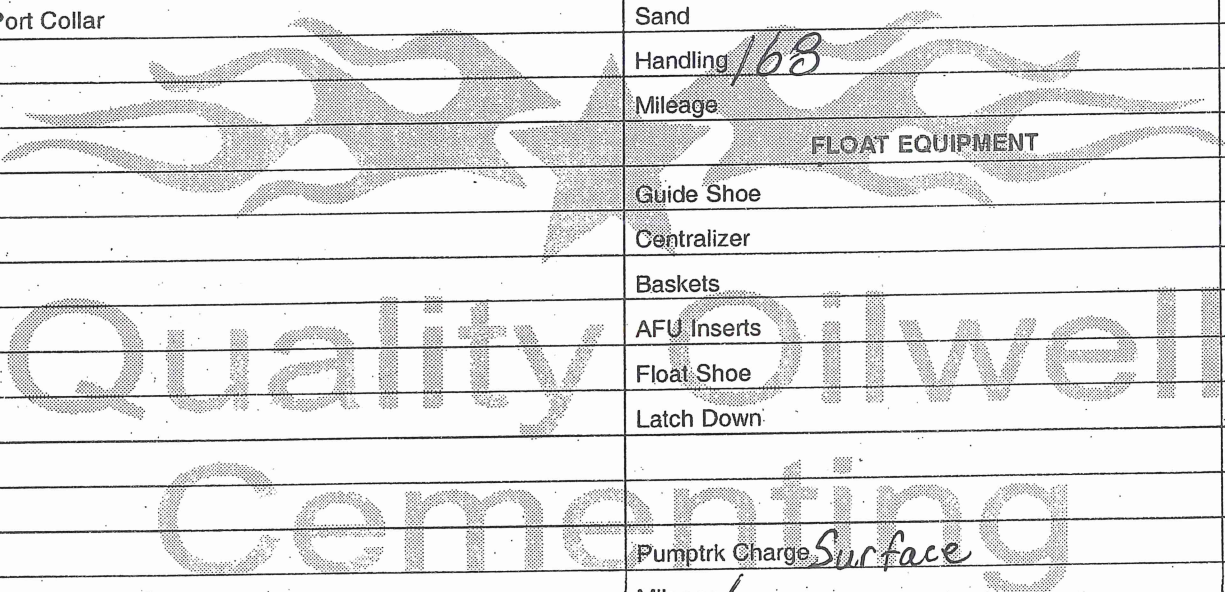 Port Collar
Sand
Handling 168
Mileage
FLOAT EQUIPMENT
Guide Shoe
Centralizer
Baskets
AFU Inserts
Float Shoe
Latch Down
Quality Oilwell
Cementing
Pumptrk Charge Surface